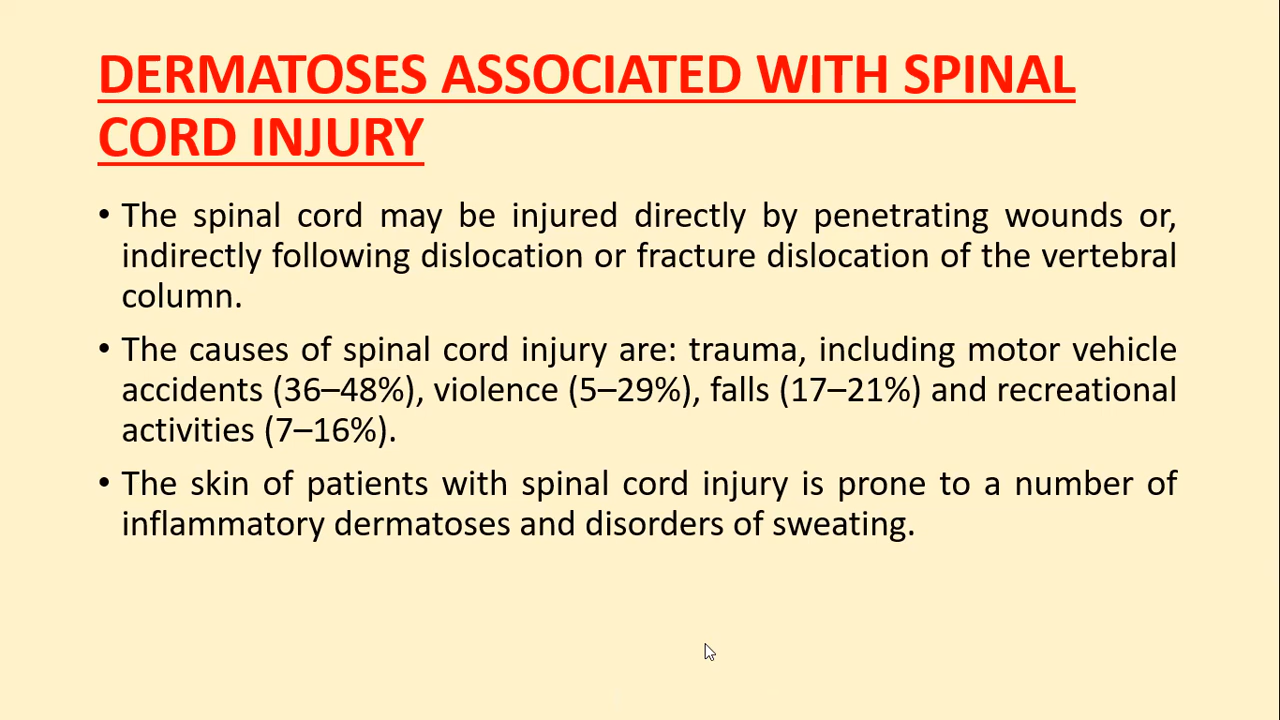 DERMATOSES ASSOCIATED WITH SPINAL
CORD INJURY
• The spinal cord may be injured directly by penetrating wounds or,
indirectly following dislocation or fracture dislocation of the vertebral
column.
• The causes of spinal cord injury are: trauma, including motor vehicle
accidents (36–48%), violence (5–29%), falls (17–21%) and recreational
activities (7–16%).
• The skin of patients with spinal cord injury is prone to a number of
inflammatory dermatoses and disorders of sweating.